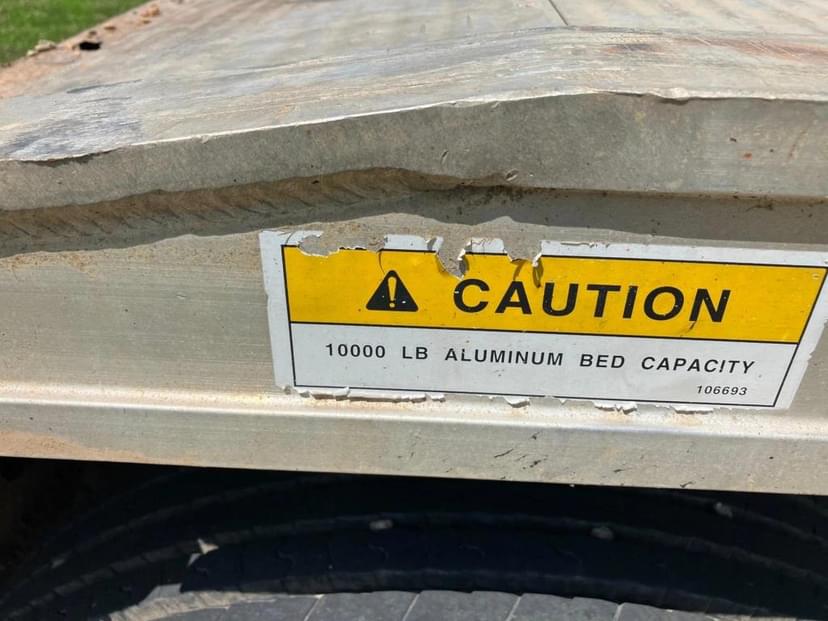 CAUTION
10000 LB ALUMINUM BED CAPACITY
106693